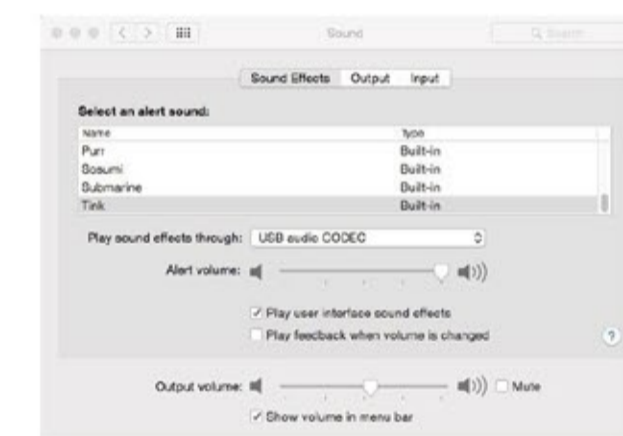 Sound
Search
Sound Effects Output Input
Select an alert sound:
Name Type
Purr Built-in
Sosumi Built-in
Submarine Built-in
Tink Built-in
Play sound effects through: USB audio CODEC
Alert volume:
Play user interface sound effects
Play feedback when volume is changed
?
Output volume: Mute
Show volume in menu bar